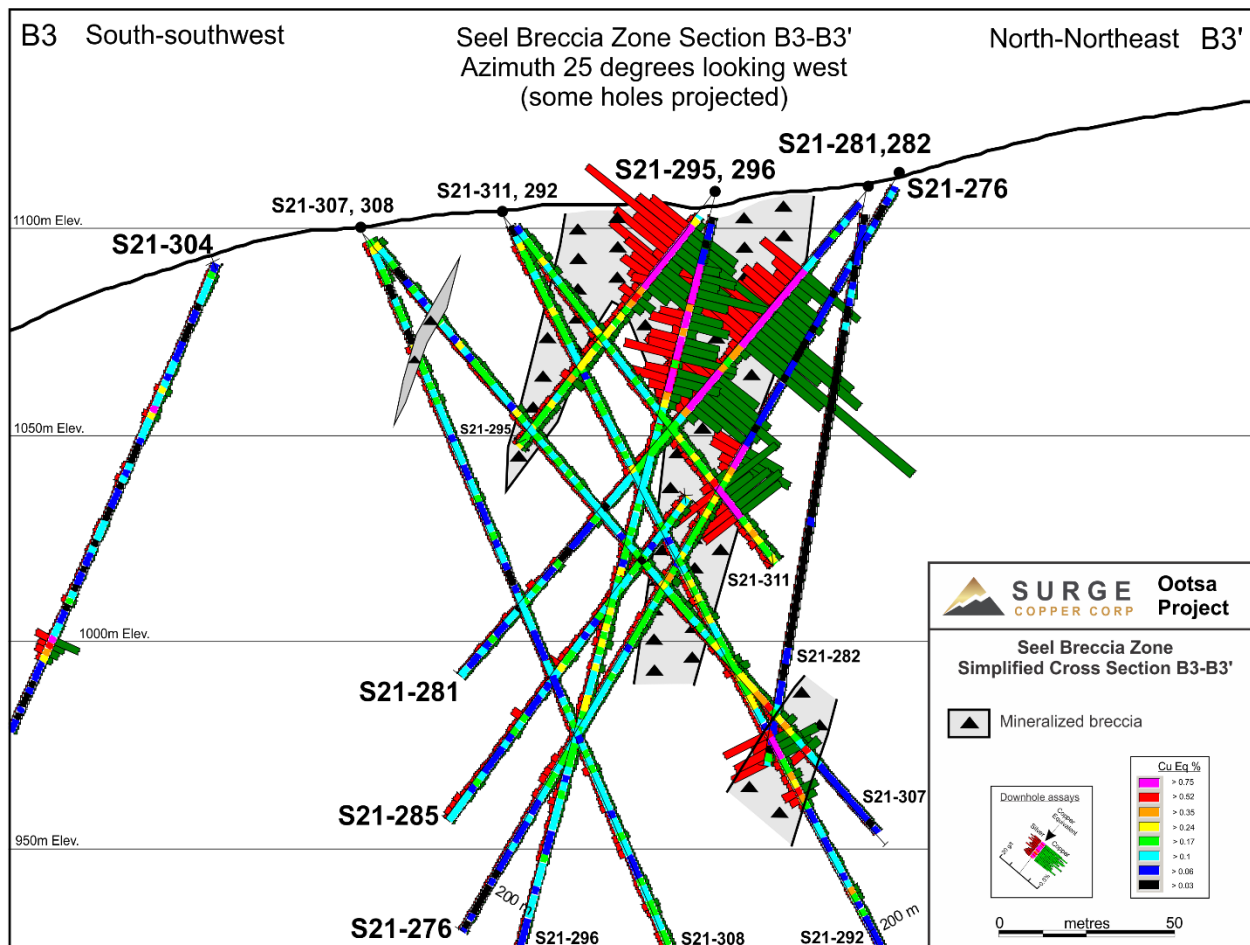 B3 South-southwest
Seel Breccia Zone Section B3-B3'
Azimuth 25 degrees looking west
(some holes projected)
North-Northeast B3'
S21-281,282
S21-295, 296
S21-276
S21-311, 292
S21-307, 308
1100m Elev.
S21-304
S21-295
1050m Elev.
S21-311
1000m Elev.
S21-282
S21-281
S21-307
S21-285
950m Elev.
200 m
200 m
S21-276
S21-296
S21-308
S21-292
SURGE
COPPER CORP
Ootsa
Project
Seel Breccia Zone
Simplified Cross Section B3-B3'
Mineralized breccia
Downhole assays
Copper
Equivalent
Silver
Copper
20 g/t
0.5%
Cu Eq %
> 0.75
> 0.52
> 0.35
> 0.24
> 0.17
> 0.1
> 0.06
> 0.03
0 metres 50